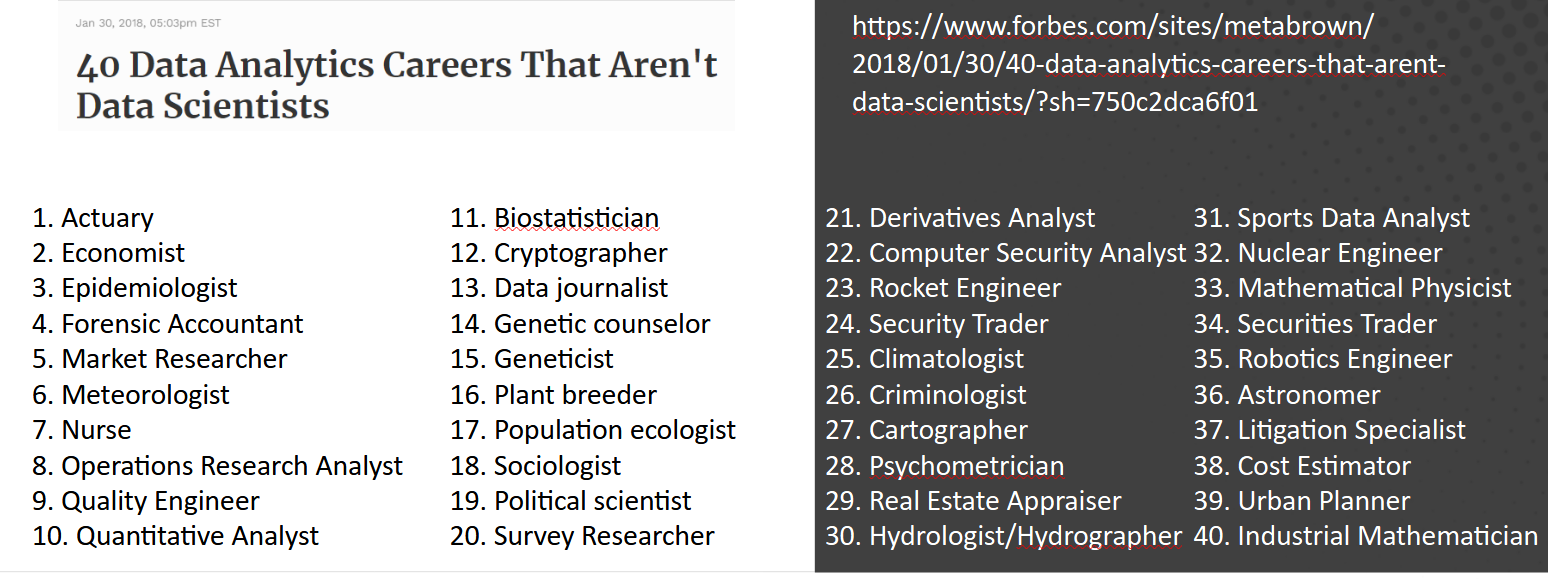 Jan 30, 2018, 05:03pm EST
40 Data Analytics Careers That Aren't
Data Scientists
https://www.forbes.com/sites/metabrown/
2018/01/30/40-data-analytics-careers-that-arent-
data-scientists/?sh=750c2dca6f01
1. Actuary
2. Economist
3. Epidemiologist
4. Forensic Accountant
5. Market Researcher
6. Meteorologist
7. Nurse
8. Operations Research Analyst
9. Quality Engineer
10. Quantitative Analyst
11. Biostatistician
12. Cryptographer
13. Data journalist
14. Genetic counselor
15. Geneticist
16. Plant breeder
17. Population ecologist
18. Sociologist
19. Political scientist
20. Survey Researcher
21. Derivatives Analyst
22. Computer Security Analyst
23. Rocket Engineer
24. Security Trader
25. Climatologist
26. Criminologist
27. Cartographer
28. Psychometrician
29. Real Estate Appraiser
30. Hydrologist/Hydrographer
31. Sports Data Analyst
32. Nuclear Engineer
33. Mathematical Physicist
34. Securities Trader
35. Robotics Engineer
36. Astronomer
37. Litigation Specialist
38. Cost Estimator
39. Urban Planner
40. Industrial Mathematician